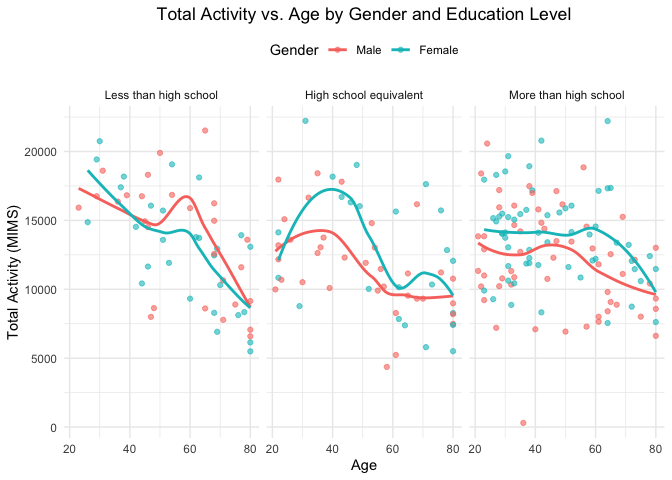 Total Activity vs. Age by Gender and Education Level
Gender Male Female
Less than high school High school equivalent More than high school
20000
15000
10000
5000
0
Total Activity (MIMS)
20 40 60 80 20 40 60 80 20 40 60 80
Age